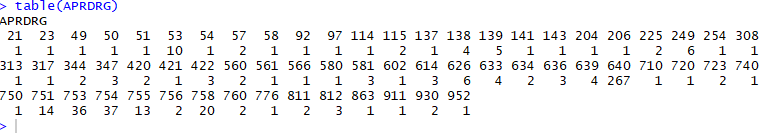 > table(APRDRG)
APRDRG
21 23 49 50 51 53 54 57 58 92 97 114 115 137 138 139 141 143 204 206 225 249 254 308
1 1 1 1 1 10 1 2 1 1 1 1 2 1 4 5 1 1 1 1 2 6 1 1
313 317 344 347 420 421 422 560 561 566 580 581 602 614 626 633 634 636 639 640 710 720 723 740
1 1 2 3 2 1 3 2 1 1 1 3 1 3 6 4 2 3 4 267 1 1 2 1
750 751 753 754 755 756 758 760 776 811 812 863 911 930 952
1 14 36 37 13 2 20 2 1 2 3 1 1 2 1
>